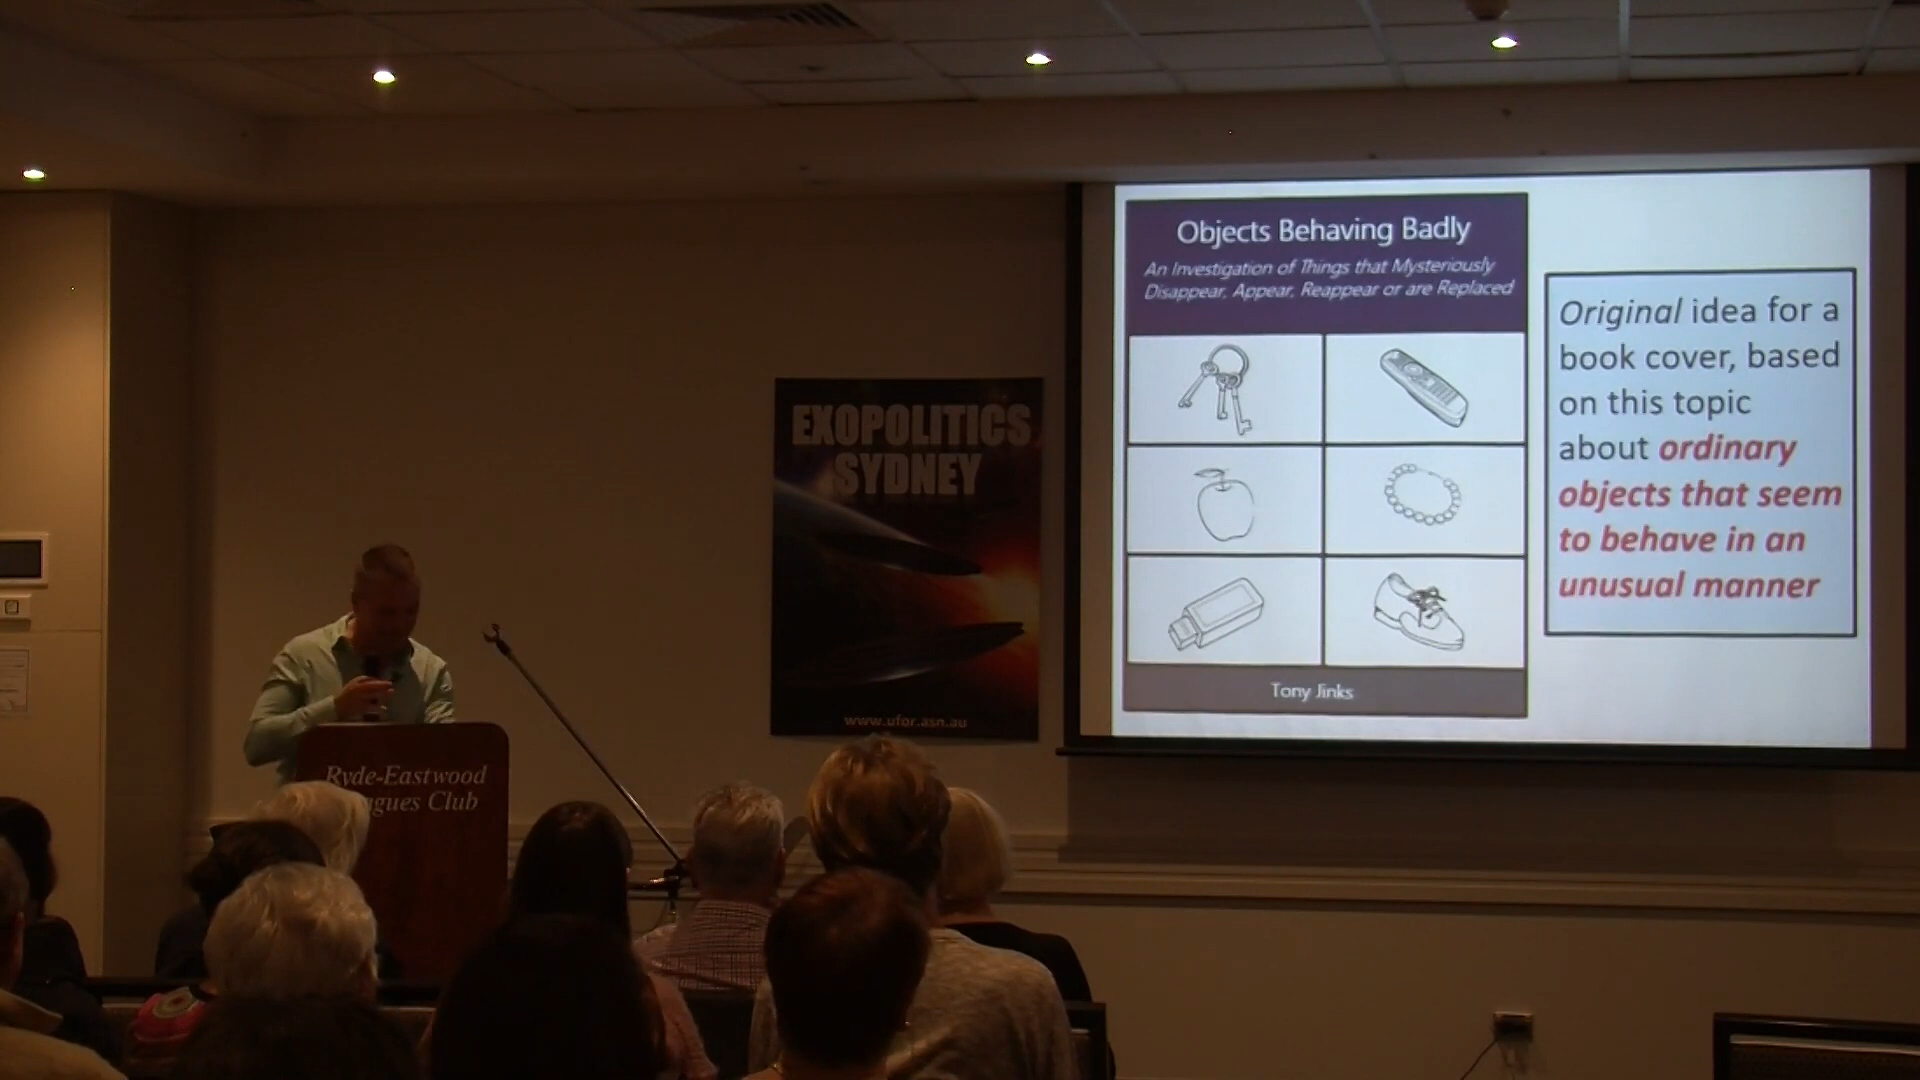 EXOPOLITICS
SYDNEY
www.ufor.asn.au
Ryde-Eastwood
agues Club
Objects Behaving Badly
An Investigation of Things that Mysteriously
Disappear, Appear, Reappear or are Replaced
Tony Jinks
Original idea for a
book cover, based
on this topic
about ordinary
objects that seem
to behave in an
unusual manner